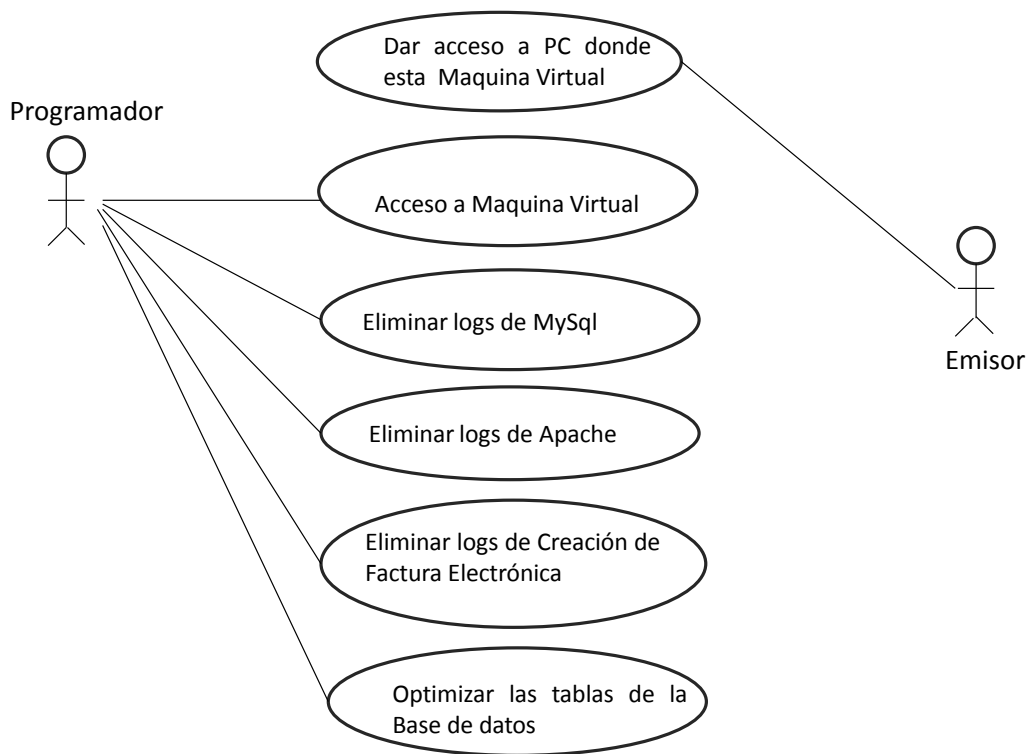 Dar acceso a PC donde
esta Maquina Virtual
Programador
Acceso a Maquina Virtual
Eliminar logs de MySql
Emisor
Eliminar logs de Apache
Eliminar logs de Creación de
Factura Electrónica
Optimizar las tablas de la
Base de datos